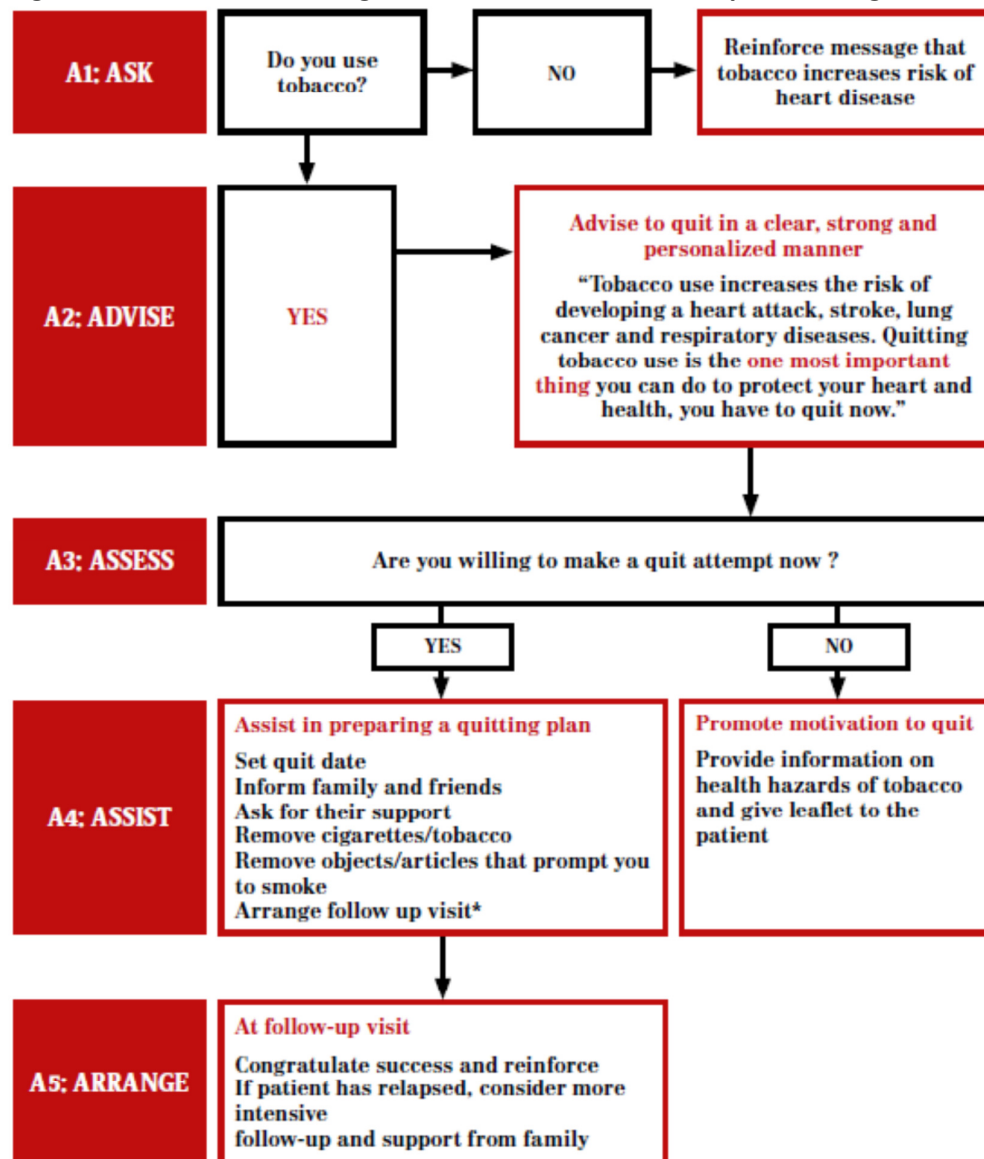 A1: ASK
Do you use
tobacco?
NO
Reinforce message that
tobacco increases risk of
heart disease
A2: ADVISE
YES
Advise to quit in a clear, strong and
personalized manner
“Tobacco use increases the risk of
developing a heart attack, stroke, lung
cancer and respiratory diseases. Quitting
tobacco use is the one most important
thing you can do to protect your heart and
health, you have to quit now.”
A3: ASSESS
Are you willing to make a quit attempt now ?
YES
NO
A4: ASSIST
Assist in preparing a quitting plan
Set quit date
Inform family and friends
Ask for their support
Remove cigarettes/tobacco
Remove objects/articles that prompt you
to smoke
Arrange follow up visit*
Promote motivation to quit
Provide information on
health hazards of tobacco
and give leaflet to the
patient
A5: ARRANGE
At follow-up visit
Congratulate success and reinforce
If patient has relapsed, consider more
intensive
follow-up and support from family